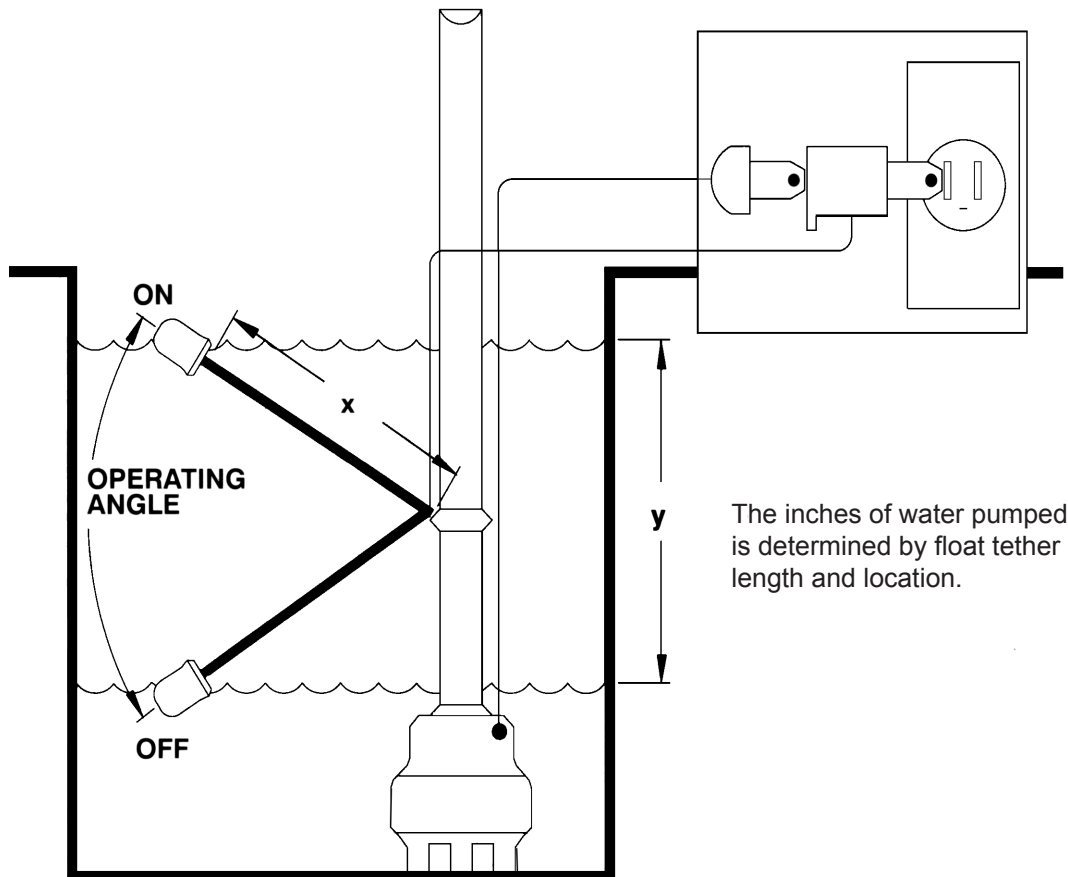 ON
x
OPERATING
ANGLE
y
The inches of water pumped
is determined by float tether
length and location.
OFF